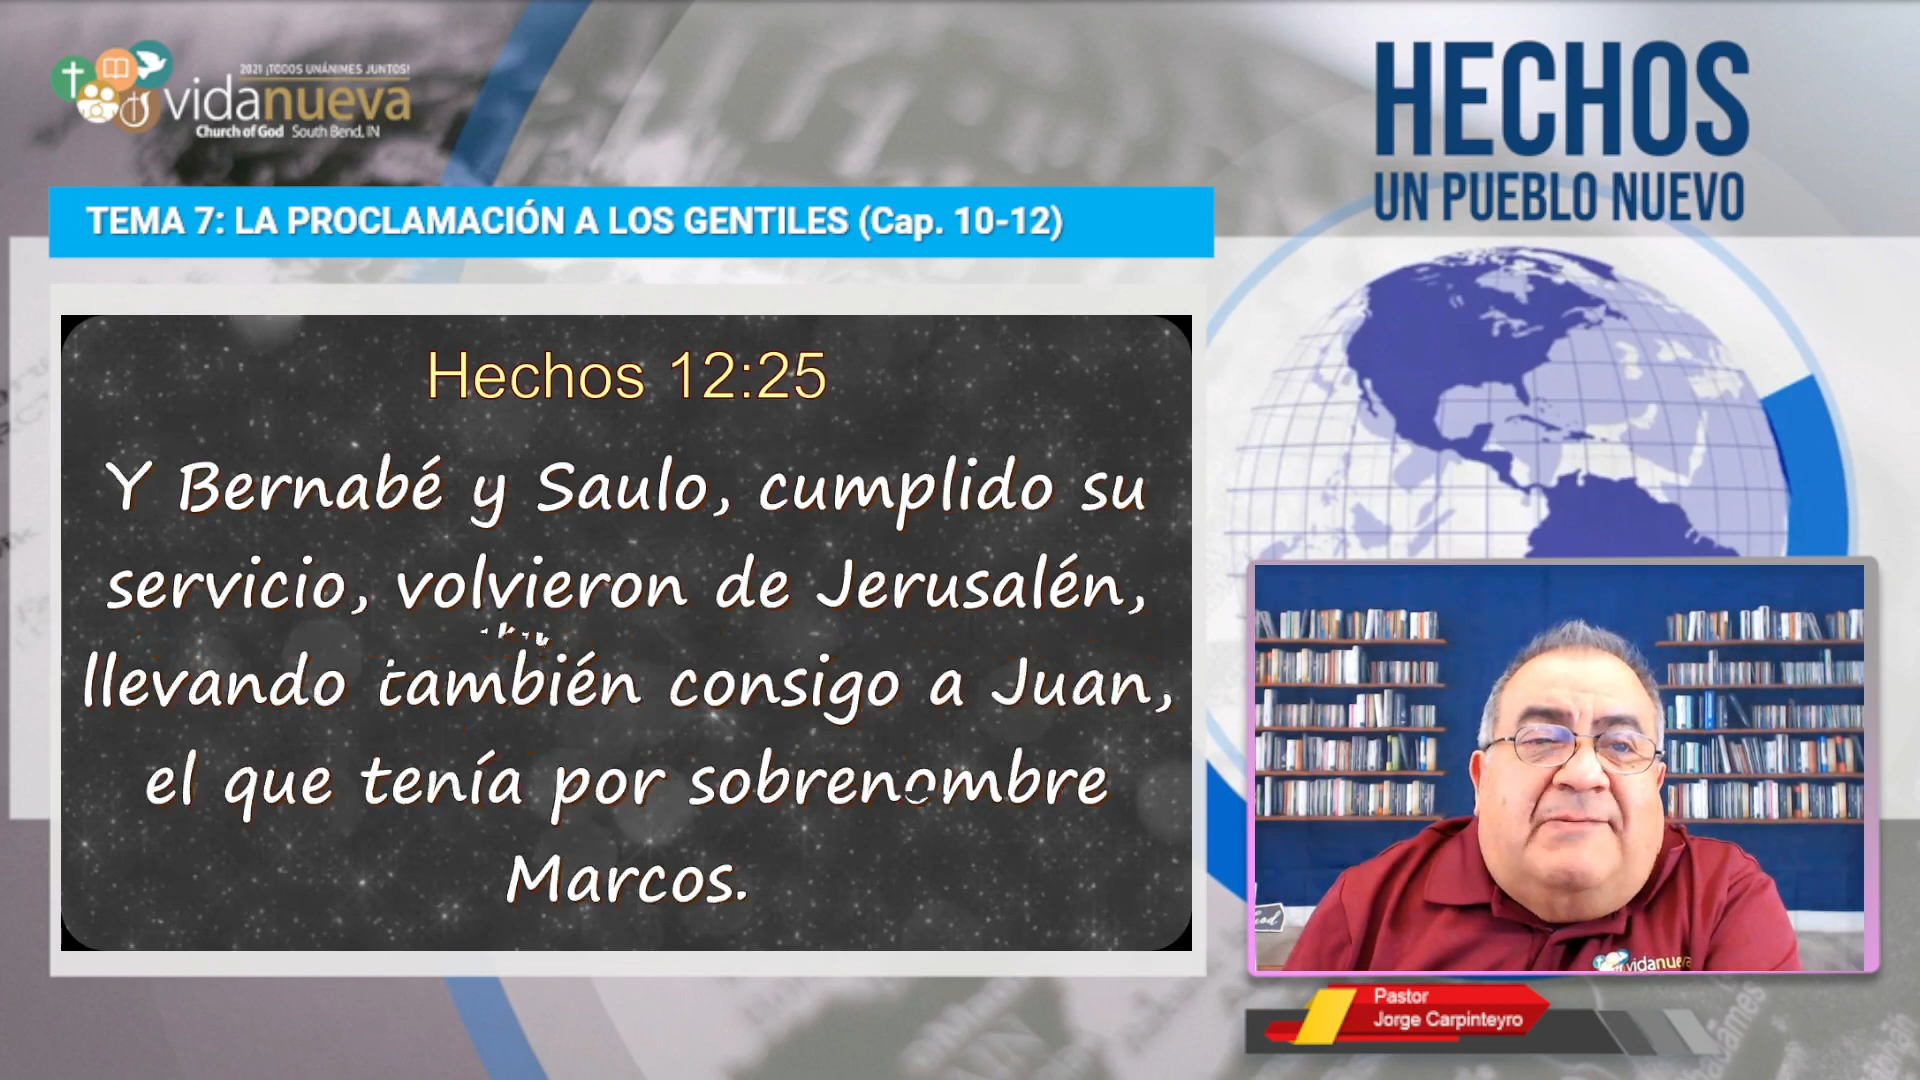 2021 ¡TODOS UNÁNIMES JUNTOS!
vidanueva
Church of God South Bend, IN
HECHOS
UN PUEBLO NUEVO
TEMA 7: LA PROCLAMACIÓN A LOS GENTILES (Cap. 10-12)
Hechos 12:25
Y Bernabé y Saulo, cumplido su
servicio, volvieron de Jerusalén,
llevando también consigo a Juan,
el que tenía por sobrenombre
Marcos.
vidanueva
Pastor
Jorge Carpinteyro